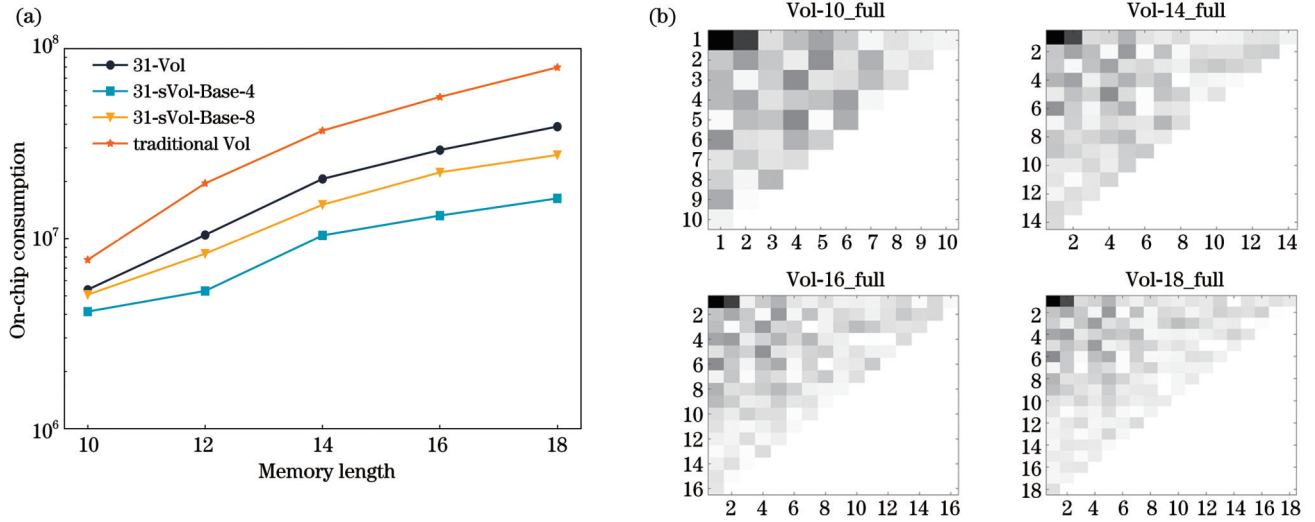 (a)
10^8
10^7
10^6
On-chip consumption
31-Vol
31-sVol-Base-4
31-sVol-Base-8
traditional Vol
10 12 14 16 18
Memory length
(b)
Vol-10_full
1
2
3
4
5
6
7
8
9
10
1 2 3 4 5 6 7 8 9 10
Vol-14_full
2
4
6
8
10
12
14
2 4 6 8 10 12 14
Vol-16_full
2
4
6
8
10
12
14
16
2 4 6 8 10 12 14 16
Vol-18_full
2
4
6
8
10
12
14
16
18
2 4 6 8 10 12 14 16 18